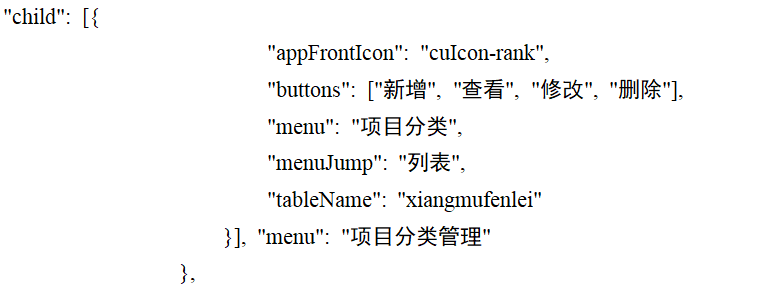 "child": [{
"appFrontIcon": "cuIcon-rank",
"buttons": ["新增", "查看", "修改", "删除"],
"menu": "项目分类",
"menuJump": "列表",
"tableName": "xiangmufenlei"
}], "menu": "项目分类管理"
},